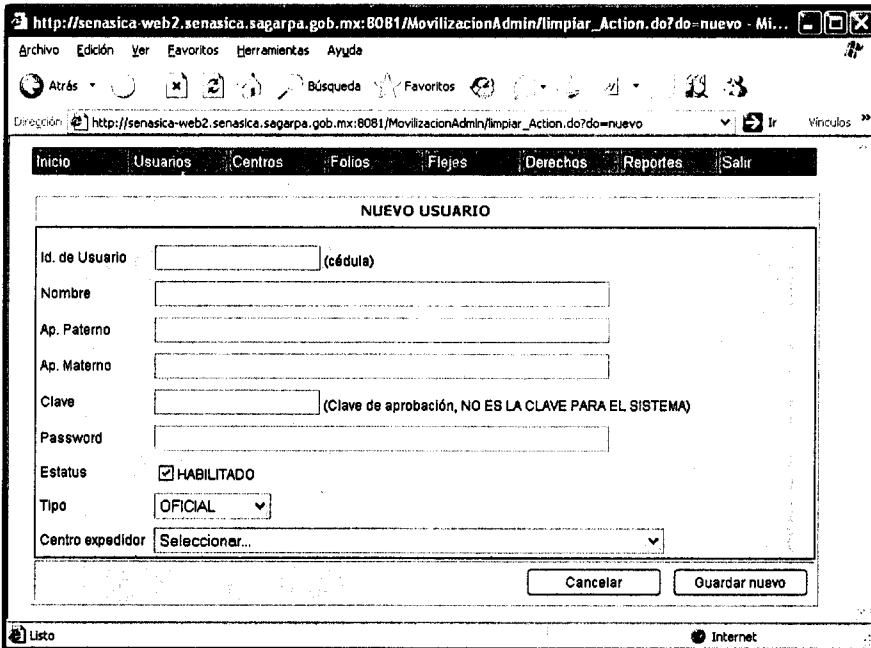 http://senasica-web2.senasica.sagarpa.gob.mx:8081/MovilizacionAdmin/limpiar_Action.do?do=nuevo - Mi...
Archivo Edición Ver Favoritos Herramientas Ayuda
Atrás Búsqueda Favoritos
Dirección http://senasica-web2.senasica.sagarpa.gob.mx:8081/MovilizacionAdmin/limpiar_Action.do?do=nuevo Ir Vínculos »
Inicio Usuarios Centros Folios Flejes Derechos Reportes Salir
NUEVO USUARIO
Id. de Usuario (cédula)
Nombre
Ap. Paterno
Ap. Materno
Clave (Clave de aprobación, NO ES LA CLAVE PARA EL SISTEMA)
Password
Estatus HABILITADO
Tipo OFICIAL
Centro expedidor Seleccionar...
Cancelar Guardar nuevo
Listo Internet